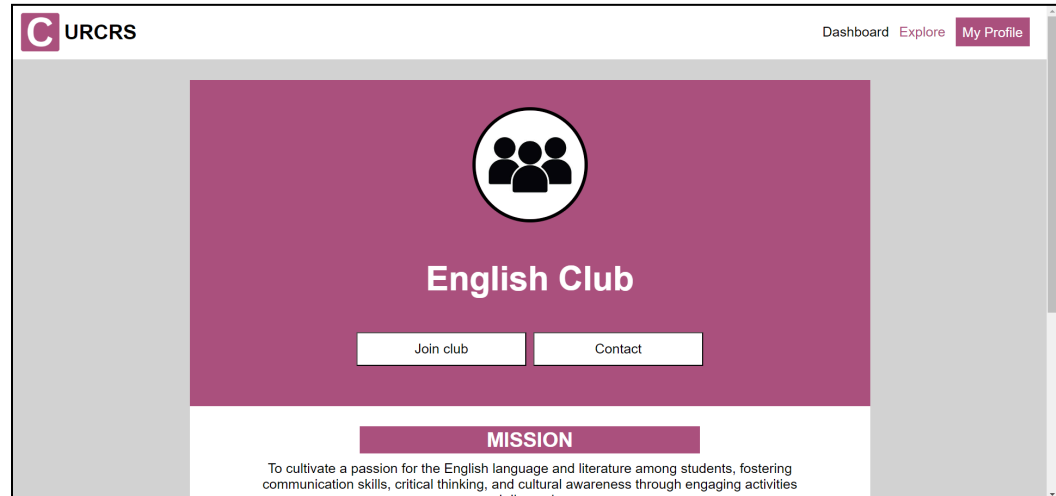 C URCRS
Dashboard Explore My Profile
English Club
Join club Contact
MISSION
To cultivate a passion for the English language and literature among students, fostering
communication skills, critical thinking, and cultural awareness through engaging activities